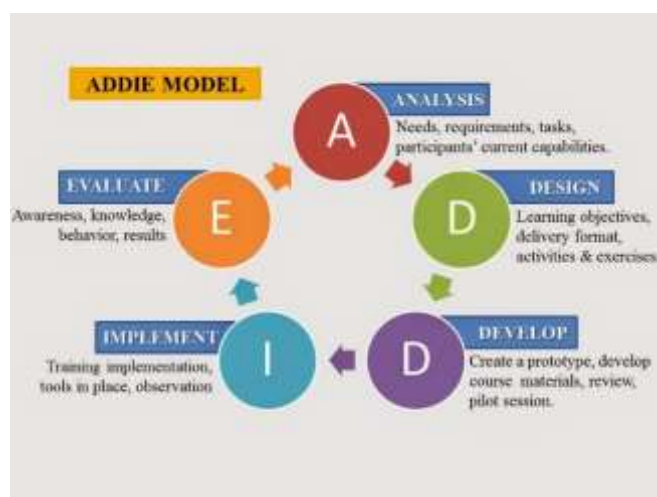 ADDIE MODEL
A
ANALYSIS
Needs, requirements, tasks,
participants' current capabilities.
D
DESIGN
Learning objectives,
delivery format,
activities & exercises
D
DEVELOP
Create a prototype, develop
course materials, review,
pilot session.
I
IMPLEMENT
Training implementation,
tools in place, observation
E
EVALUATE
Awareness, knowledge,
behavior, results